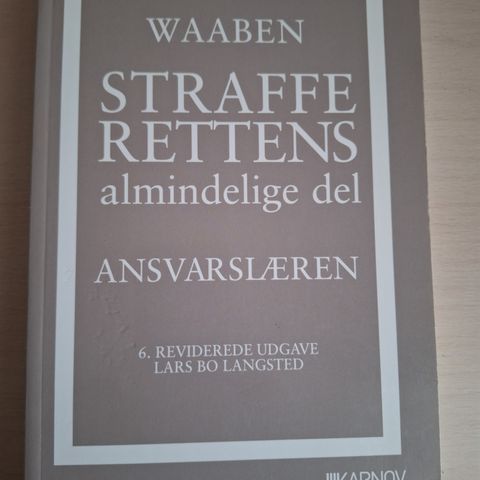 WAABEN
STRAFFE
RETTENS
almindelige del
ANSVARSLÆREN
6. REVIDEREDE UDGAVE
LARS BO LANGSTED
KARNOV